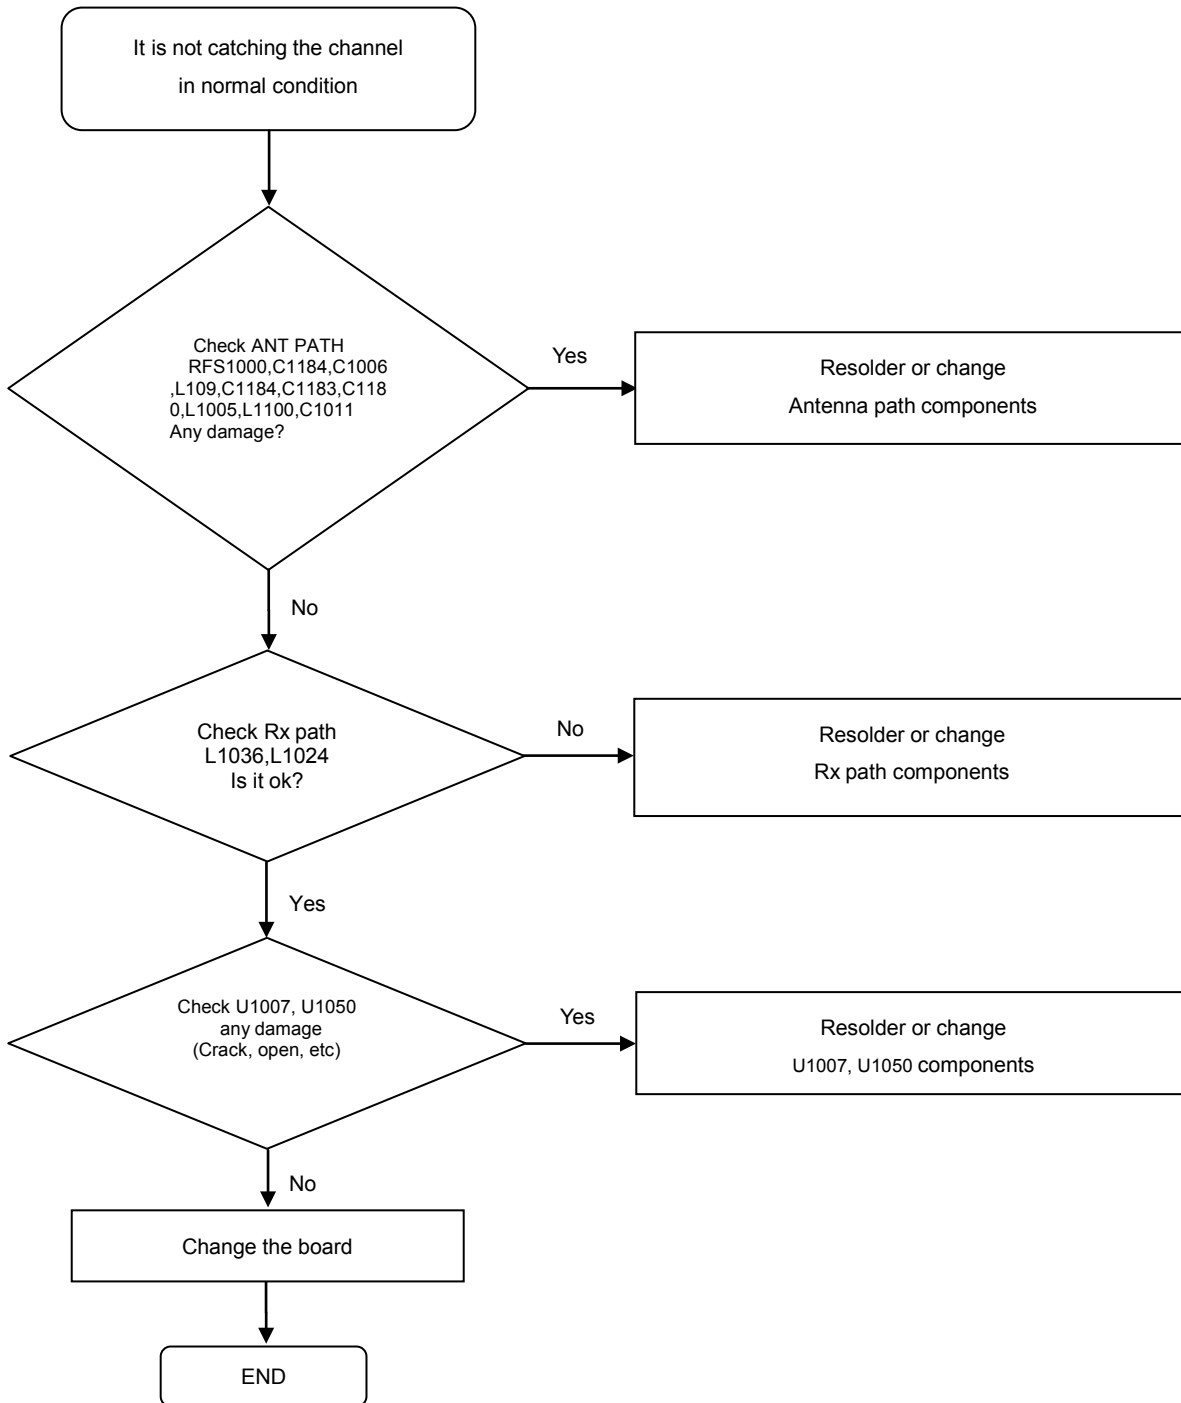 It is not catching the channel
in normal condition
Check ANT PATH
RFS1000,C1184,C1006
,L109,C1184,C1183,C118
0,L1005,L1100,C1011
Any damage?
Yes
Resolder or change
Antenna path components
No
Check Rx path
L1036,L1024
Is it ok?
No
Resolder or change
Rx path components
Yes
Check U1007, U1050
any damage
(Crack, open, etc)
Yes
Resolder or change
U1007, U1050 components
No
Change the board
END